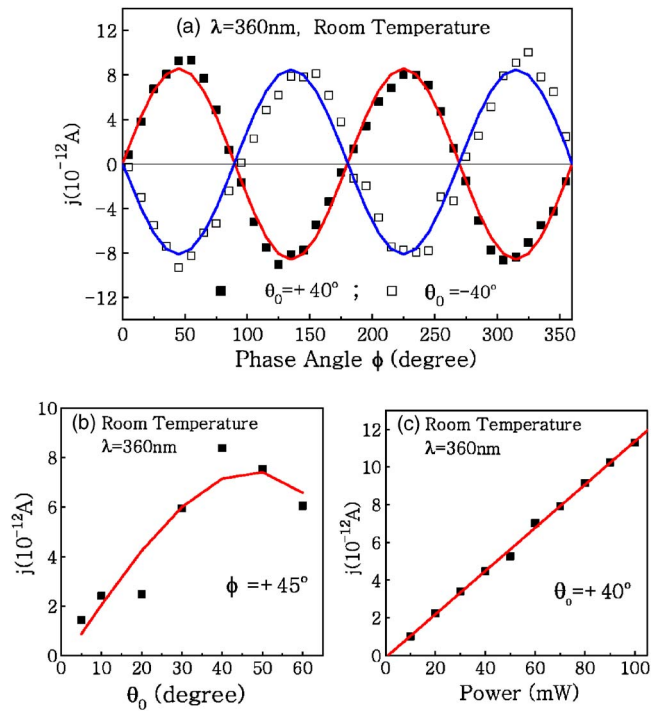 (a) λ=360nm, Room Temperature
12
8
4
0
-4
-8
-12
j(10⁻¹²A)
■ θ₀=+40° ; □ θ₀=-40°
0 50 100 150 200 250 300 350
Phase Angle ϕ (degree)
(b) Room Temperature
λ=360nm
10
8
6
4
2
0
j(10⁻¹²A)
ϕ=+45°
0 10 20 30 40 50 60
θ₀ (degree)
(c) Room Temperature
λ=360nm
12
10
8
6
4
2
0
j(10⁻¹²A)
θ₀=+40°
0 20 40 60 80 100
Power (mW)